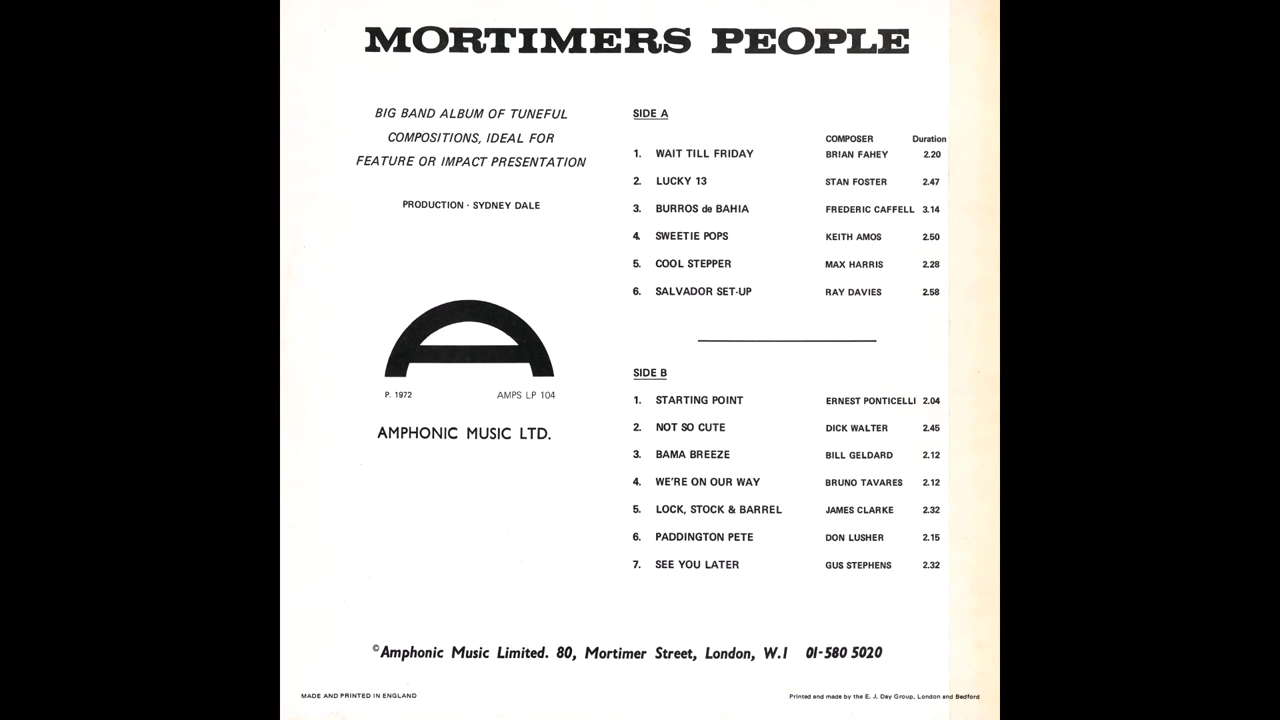 MORTIMERS PEOPLE
BIG BAND ALBUM OF TUNEFUL
COMPOSITIONS, IDEAL FOR
FEATURE OR IMPACT PRESENTATION
PRODUCTION · SYDNEY DALE
P. 1972 AMPS LP 104
AMPHONIC MUSIC LTD.
SIDE A
COMPOSER Duration
1. WAIT TILL FRIDAY BRIAN FAHEY 2.20
2. LUCKY 13 STAN FOSTER 2.47
3. BURROS de BAHIA FREDERIC CAFFELL 3.14
4. SWEETIE POPS KEITH AMOS 2.50
5. COOL STEPPER MAX HARRIS 2.28
6. SALVADOR SET-UP RAY DAVIES 2.58
SIDE B
1. STARTING POINT ERNEST PONTICELLI 2.04
2. NOT SO CUTE DICK WALTER 2.45
3. BAMA BREEZE BILL GELDARD 2.12
4. WE'RE ON OUR WAY BRUNO TAVARES 2.12
5. LOCK, STOCK & BARREL JAMES CLARKE 2.32
6. PADDINGTON PETE DON LUSHER 2.15
7. SEE YOU LATER GUS STEPHENS 2.32
©Amphonic Music Limited. 80, Mortimer Street, London, W.1 01-580 5020
MADE AND PRINTED IN ENGLAND
Printed and made by the E. J. Day Group, London and Bedford